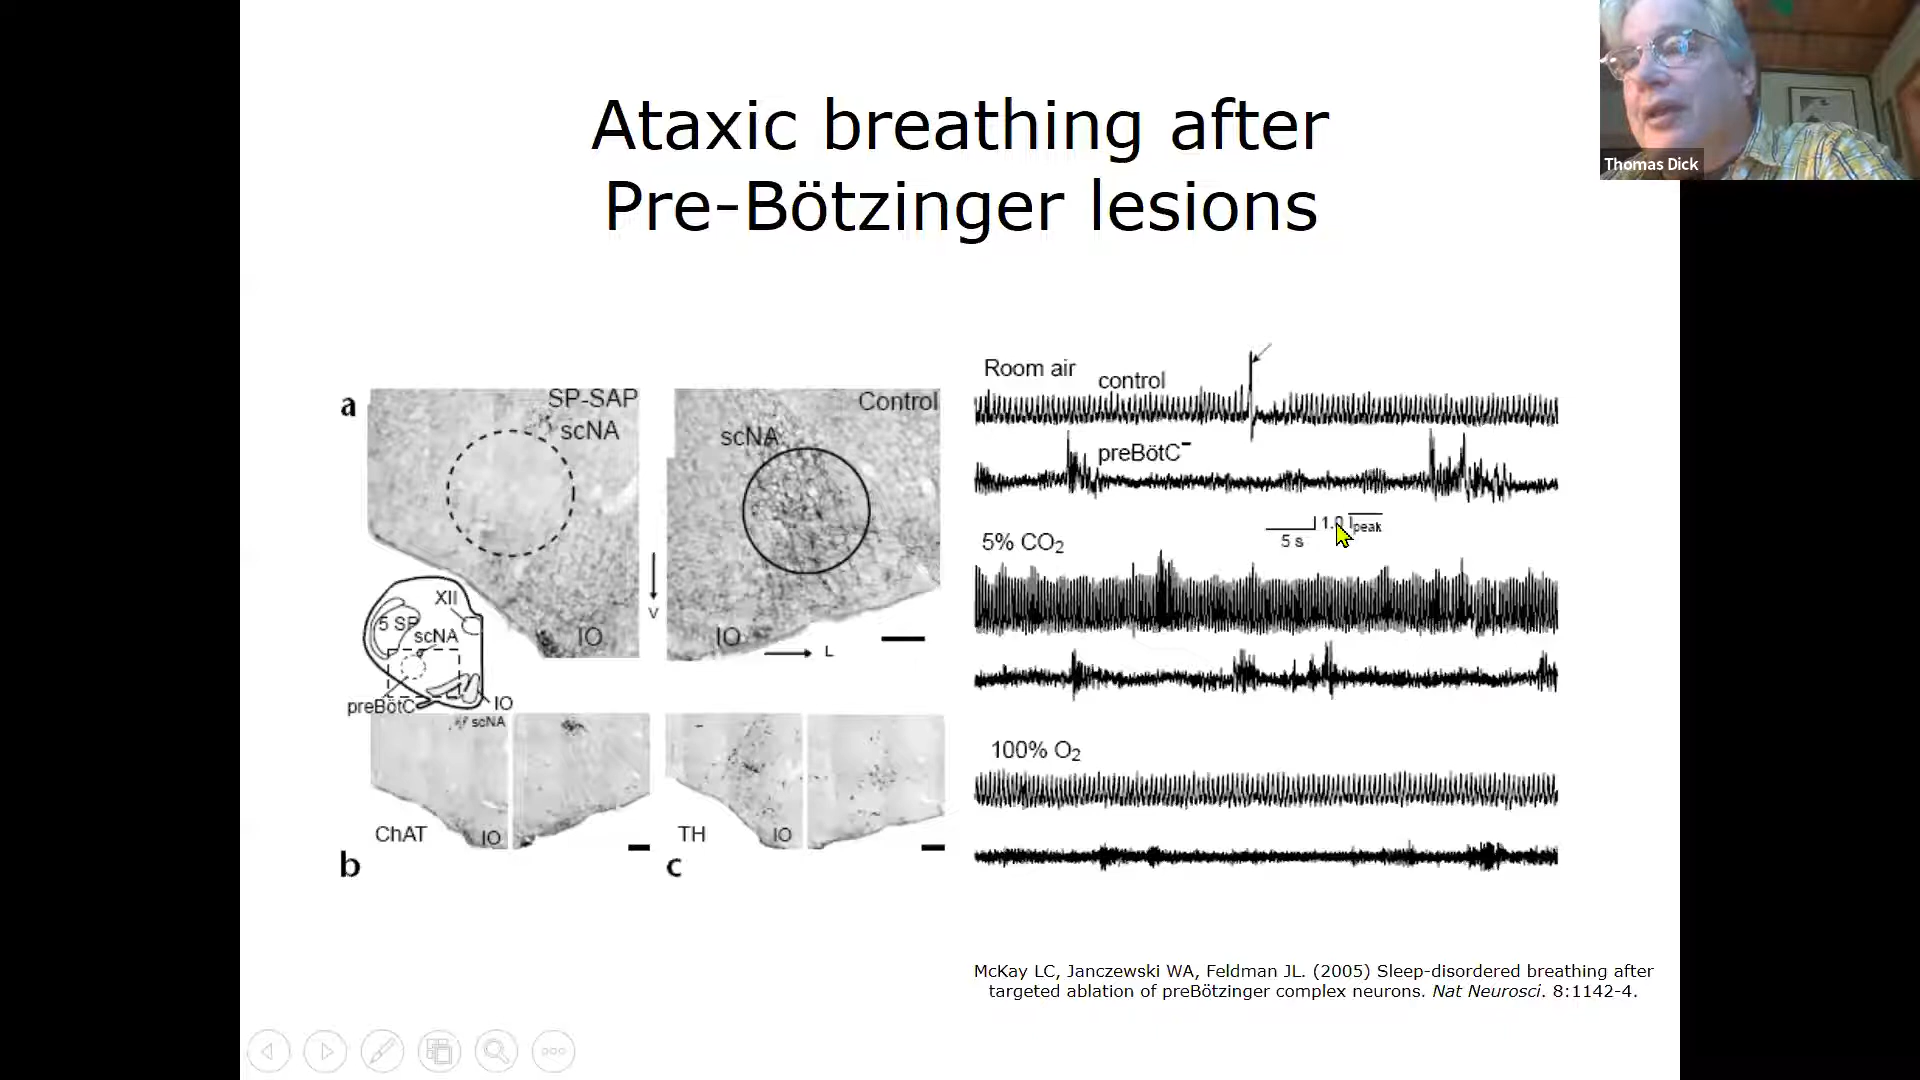 Thomas Dick
Ataxic breathing after
Pre-Bötzinger lesions
a
SP-SAP
scNA
IO
V
Control
scNA
IO
L
XII
5 SP
scNA
preBötC
IO
scNA
ChAT
IO
b
TH
IO
c
Room air
control
preBötC⁻
5 s
1.0 Ipeak
5% CO₂
100% O₂
McKay LC, Janczewski WA, Feldman JL. (2005) Sleep-disordered breathing after
targeted ablation of preBötzinger complex neurons. Nat Neurosci. 8:1142-4.